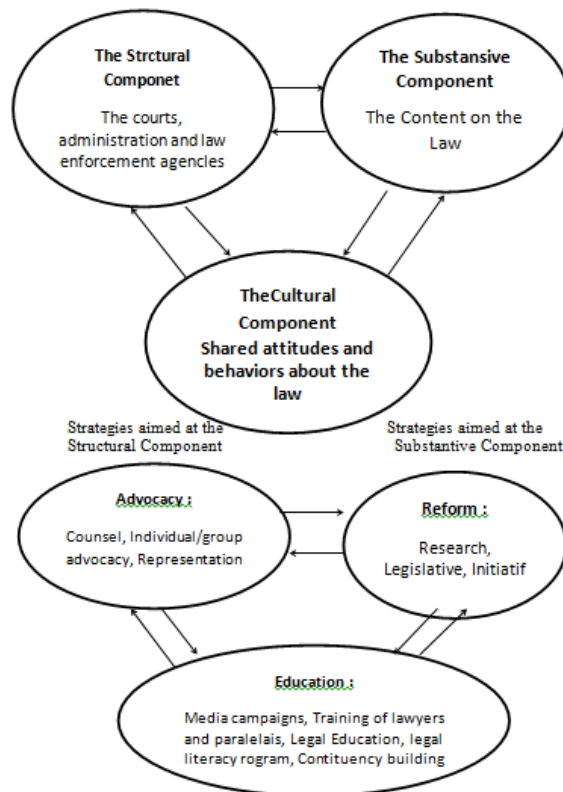 The Strctural
Componet
The courts,
administration and law
enforcement agencies
The Substansive
Component
The Content on the
Law
TheCultural
Component
Shared attitudes and
behaviors about the
law
Strategies aimed at the
Structural Component
Strategies aimed at the
Substantive Component
Advocacy :
Counsel, Individual/group
advocacy, Representation
Reform :
Research,
Legislative, Initiatif
Education :
Media campaigns, Training of lawyers
and paralelais, Legal Education, legal
literacy rogram, Contituency building